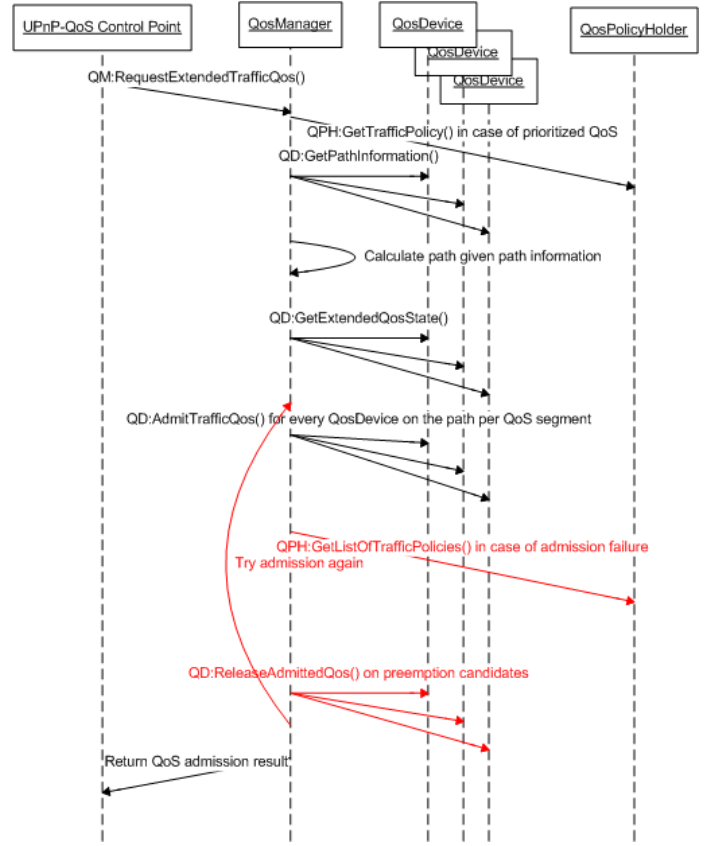 UPnP-QoS Control Point
QosManager
QosDevice
QosDevice
QosDevice
QosPolicyHolder
QM:RequestExtendedTrafficQos()
QPH:GetTrafficPolicy() in case of prioritized QoS
QD:GetPathInformation()
Calculate path given path information
QD:GetExtendedQosState()
QD:AdmitTrafficQos() for every QosDevice on the path per QoS segment
QPH:GetListOfTrafficPolicies() in case of admission failure
Try admission again
QD:ReleaseAdmittedQos() on preemption candidates
Return QoS admission result